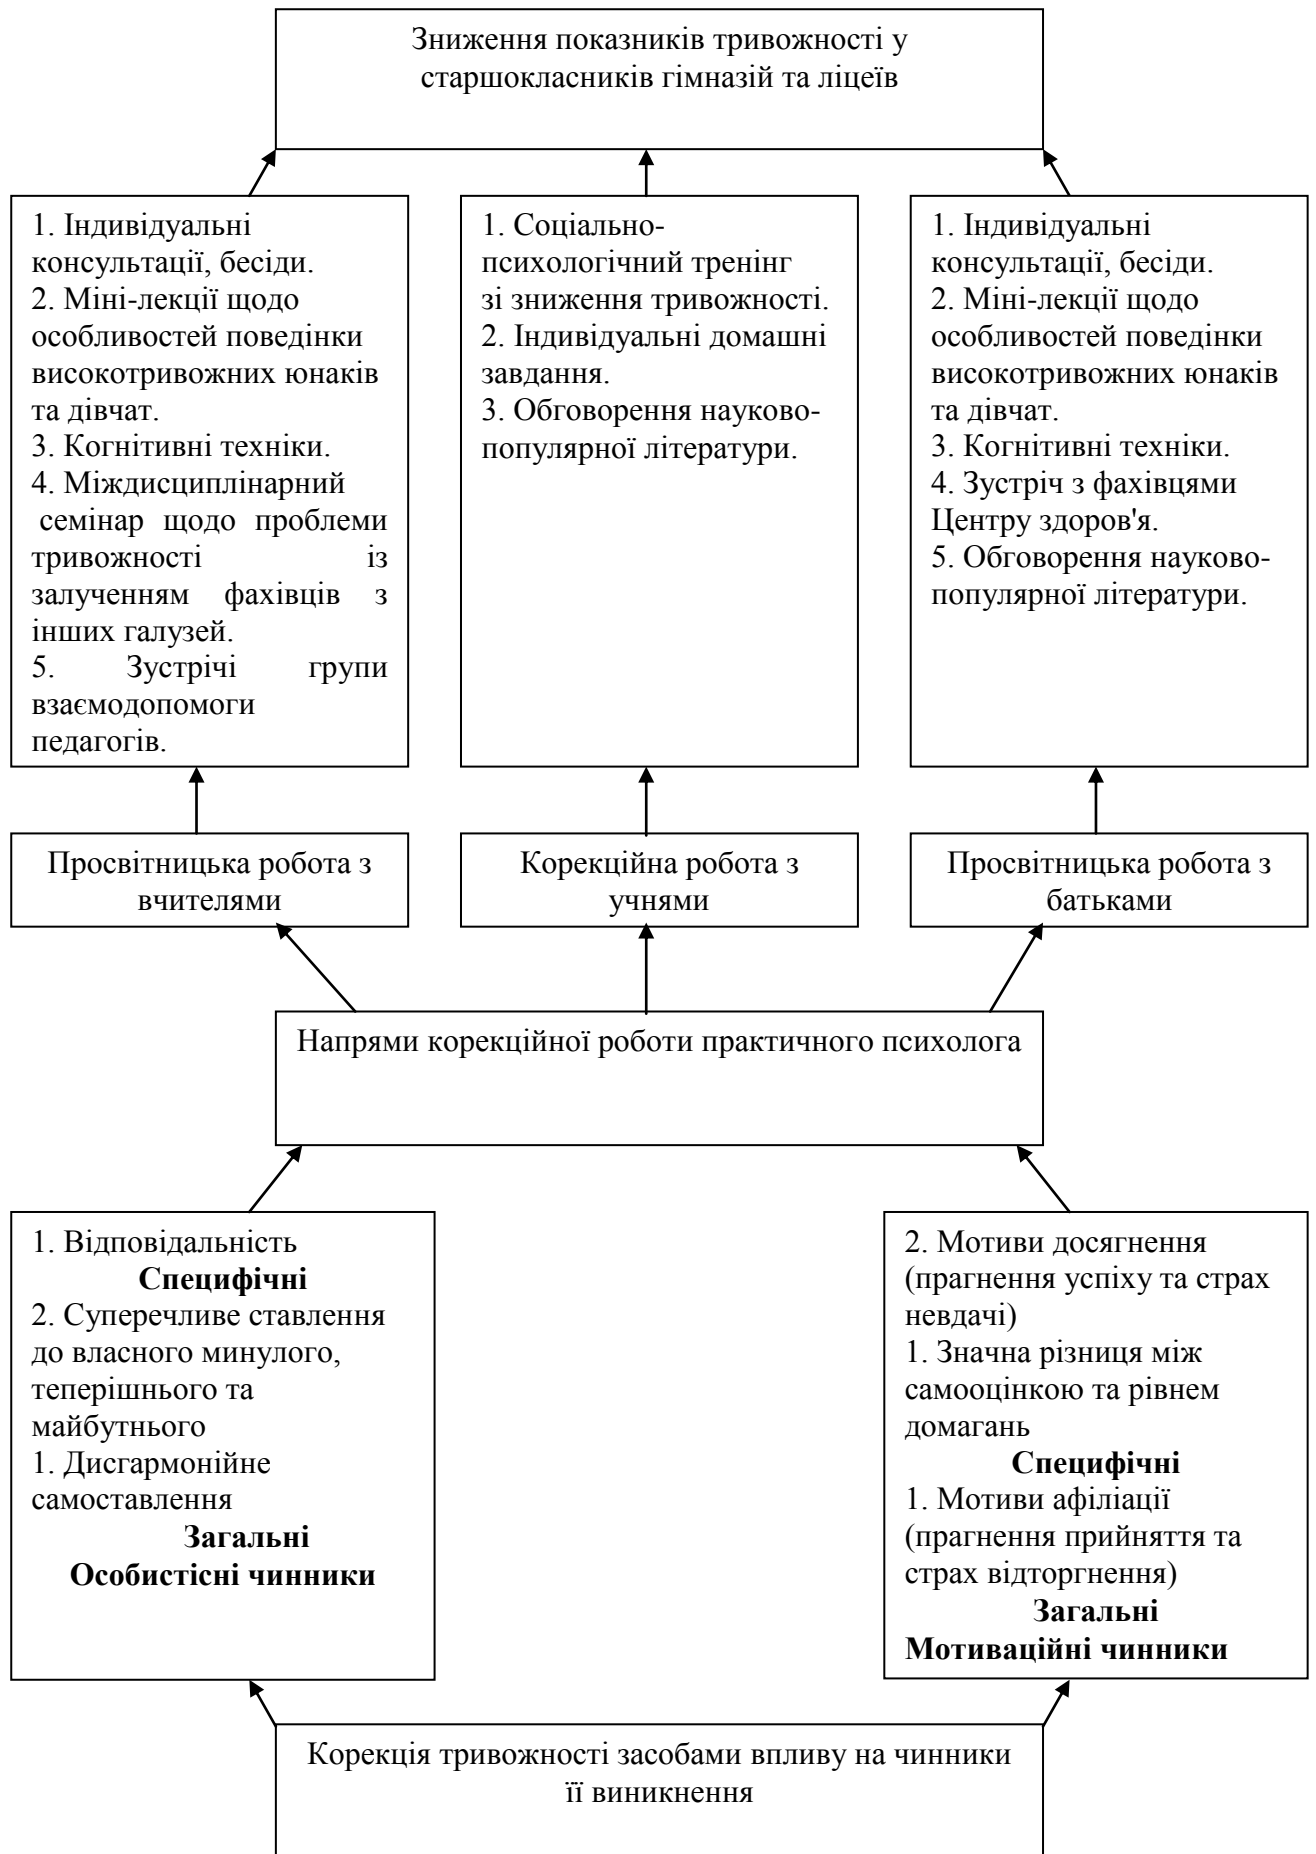 Зниження показників тривожності у
старшокласників гімназій та ліцеїв
1. Індивідуальні
консультації, бесіди.
2. Міні-лекції щодо
особливостей поведінки
високотривожних юнаків
та дівчат.
3. Когнітивні техніки.
4. Міждисциплінарний
семінар щодо проблеми
тривожності із
залученням фахівців з
інших галузей.
5. Зустрічі групи
взаємодопомоги
педагогів.
1. Соціально-
психологічний тренінг
зі зниження тривожності.
2. Індивідуальні домашні
завдання.
3. Обговорення науково-
популярної літератури.
1. Індивідуальні
консультації, бесіди.
2. Міні-лекції щодо
особливостей поведінки
високотривожних юнаків
та дівчат.
3. Когнітивні техніки.
4. Зустріч з фахівцями
Центру здоров'я.
5. Обговорення науково-
популярної літератури.
Просвітницька робота з
вчителями
Корекційна робота з
учнями
Просвітницька робота з
батьками
Напрями корекційної роботи практичного психолога
1. Відповідальність
Специфічні
2. Суперечливе ставлення
до власного минулого,
теперішнього та
майбутнього
1. Дисгармонійне
самоставлення
Загальні
Особистісні чинники
2. Мотиви досягнення
(прагнення успіху та страх
невдачі)
1. Значна різниця між
самооцінкою та рівнем
домагань
Специфічні
1. Мотиви афіліації
(прагнення прийняття та
страх відторгнення)
Загальні
Мотиваційні чинники
Корекція тривожності засобами впливу на чинники
її виникнення